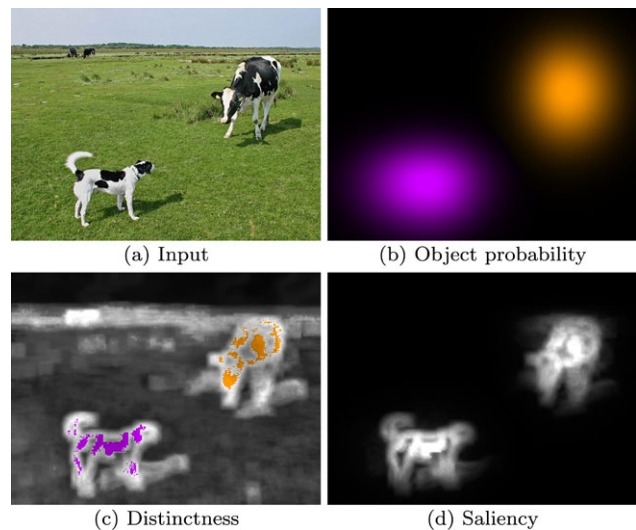 (a) Input
(b) Object probability
(c) Distinctness
(d) Saliency